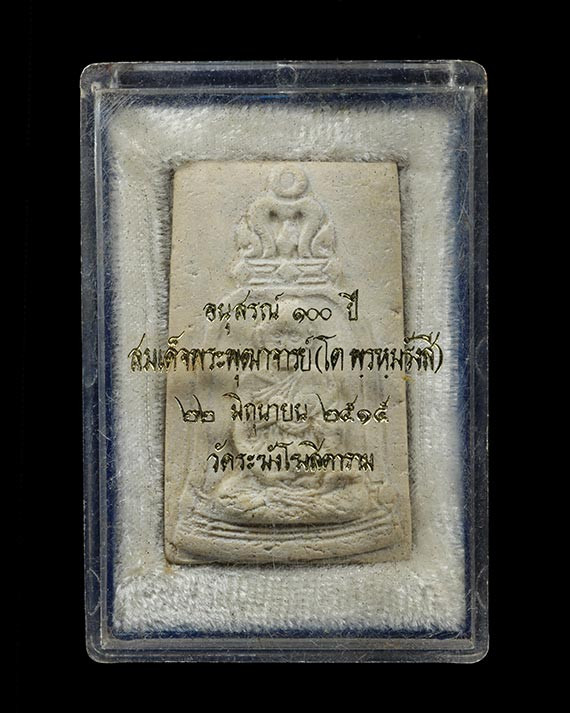 อนุสรณ์ ๑๐๐ ปี
สมเด็จพระพุฒาจารย์(โต พฺรหฺมรํงสี)
๒๒ มิถุนายน ๒๕๑๕
วัดระฆังโฆสิตาราม